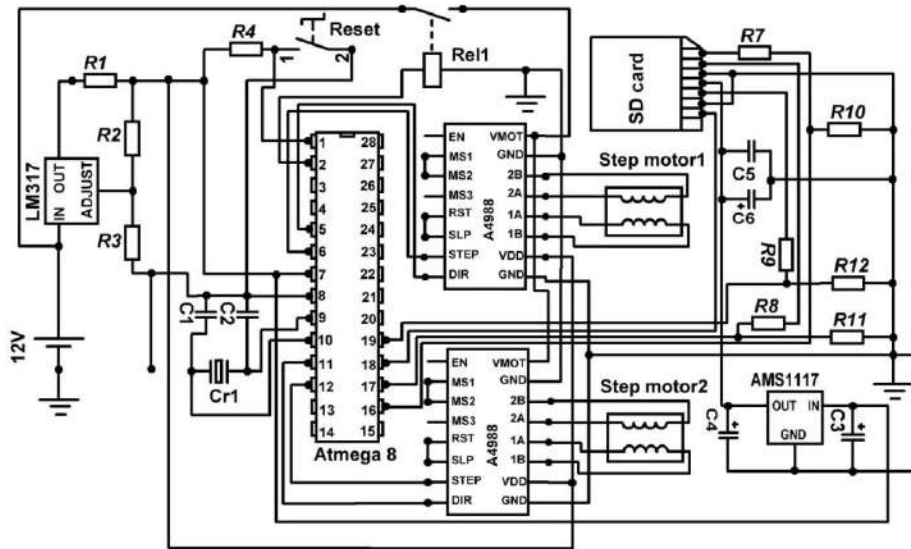 R1
R2
R3
R4
Reset
1
2
Rel1
LM317
IN
OUT
ADJUST
12V
C1
C2
Cr1
1 28
2 27
3 26
4 25
5 24
6 23
7 22
8 21
9 20
10 19
11 18
12 17
13 16
14 15
Atmega 8
EN VMOT
MS1 GND
MS2 2B
MS3 2A
RST 1A
SLP 1B
STEP VDD
DIR GND
A4988
Step motor1
EN VMOT
MS1 GND
MS2 2B
MS3 2A
RST 1A
SLP 1B
STEP VDD
DIR GND
A4988
Step motor2
SD card
R7
R10
C5
C6
R9
R12
R8
R11
AMS1117
OUT IN
GND
C4
C3
+
+
+